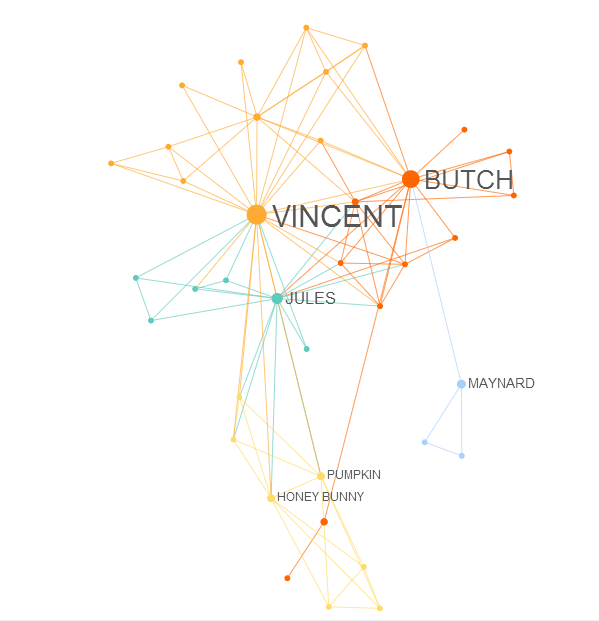 BUTCH
VINCENT
JULES
MAYNARD
PUMPKIN
HONEY BUNNY